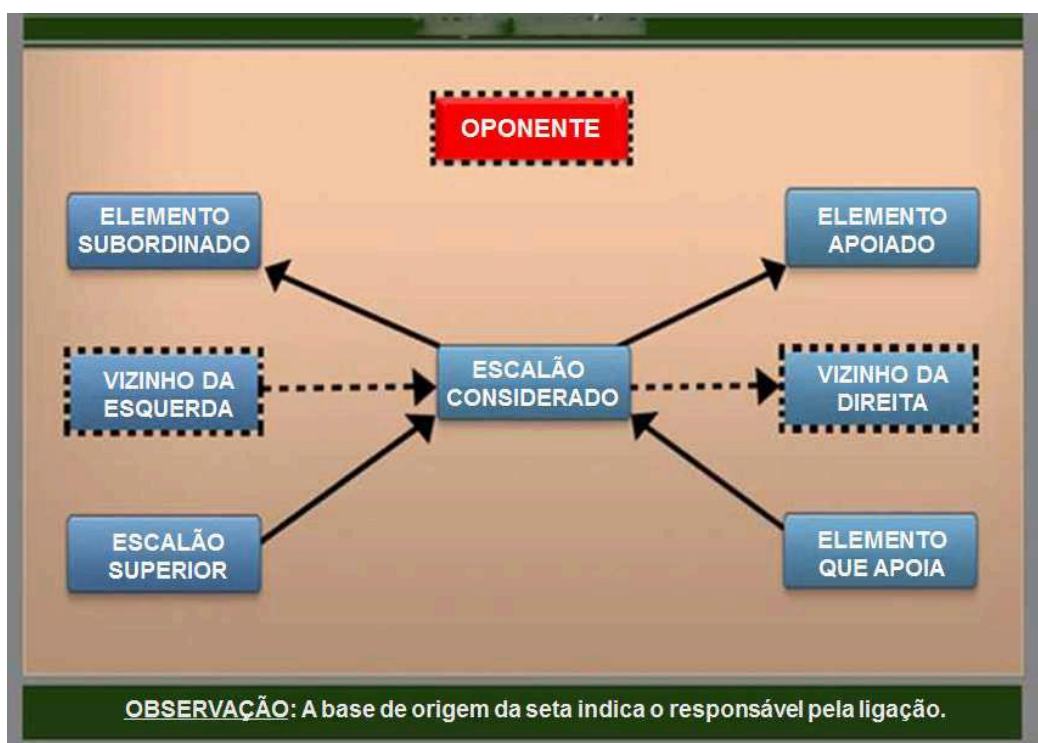 OPONENTE
ELEMENTO
SUBORDINADO
ELEMENTO
APOIADO
VIZINHO DA
ESQUERDA
ESCALÃO
CONSIDERADO
VIZINHO DA
DIREITA
ESCALÃO
SUPERIOR
ELEMENTO
QUE APOIA
OBSERVAÇÃO: A base de origem da seta indica o responsável pela ligação.